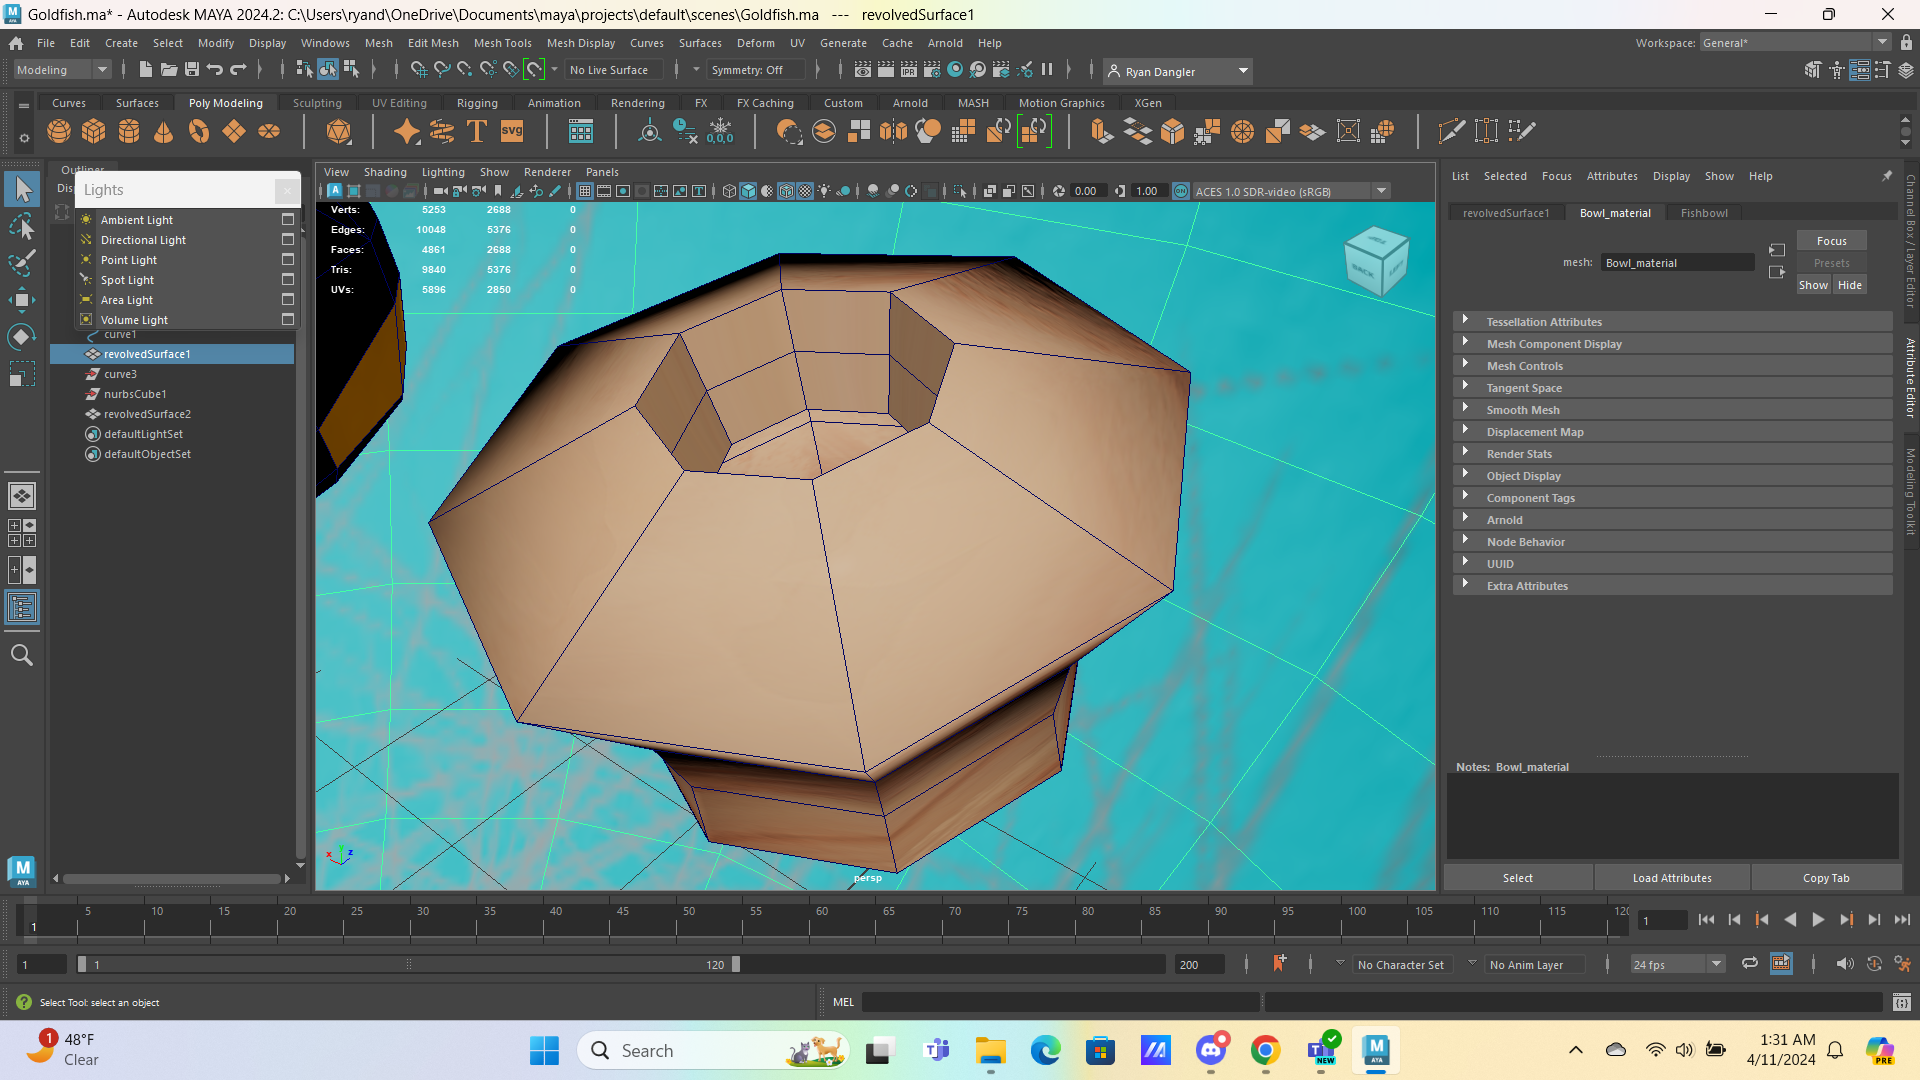 Goldfish.ma* - Autodesk MAYA 2024.2: C:\Users\ryand\OneDrive\Documents\maya\projects\default\scenes\Goldfish.ma --- revolvedSurface1
File Edit Create Select Modify Display Windows Mesh Edit Mesh Mesh Tools Mesh Display Curves Surfaces Deform UV Generate Cache Arnold Help
Workspace: General*
Modeling
No Live Surface
Symmetry: Off
Ryan Dangler
Curves Surfaces Poly Modeling Sculpting UV Editing Rigging Animation Rendering FX FX Caching Custom Arnold MASH Motion Graphics XGen
Outliner
Lights
Ambient Light
Directional Light
Point Light
Spot Light
Area Light
Volume Light
curve1
revolvedSurface1
curve3
nurbsCube1
revolvedSurface2
defaultLightSet
defaultObjectSet
View Shading Lighting Show Renderer Panels
0.00 1.00 ACES 1.0 SDR-video (sRGB)
Verts: 5253 2688 0
Edges: 10048 5376 0
Faces: 4861 2688 0
Tris: 9840 5376 0
UVs: 5896 2850 0
BACK
LEFT
persp
List Selected Focus Attributes Display Show Help
revolvedSurface1 Bowl_material Fishbowl
mesh: Bowl_material
Focus
Presets
Show Hide
Tessellation Attributes
Mesh Component Display
Mesh Controls
Tangent Space
Smooth Mesh
Displacement Map
Render Stats
Object Display
Component Tags
Arnold
Node Behavior
UUID
Extra Attributes
Notes: Bowl_material
Select Load Attributes Copy Tab
Channel Box / Layer Editor
Attribute Editor
Modeling Toolkit
5 10 15 20 25 30 35 40 45 50 55 60 65 70 75 80 85 90 95 100 105 110 115 120
1
1
1 1 120 200 No Character Set No Anim Layer 24 fps
Select Tool: select an object
MEL
48°F
Clear
Search
1:31 AM
4/11/2024